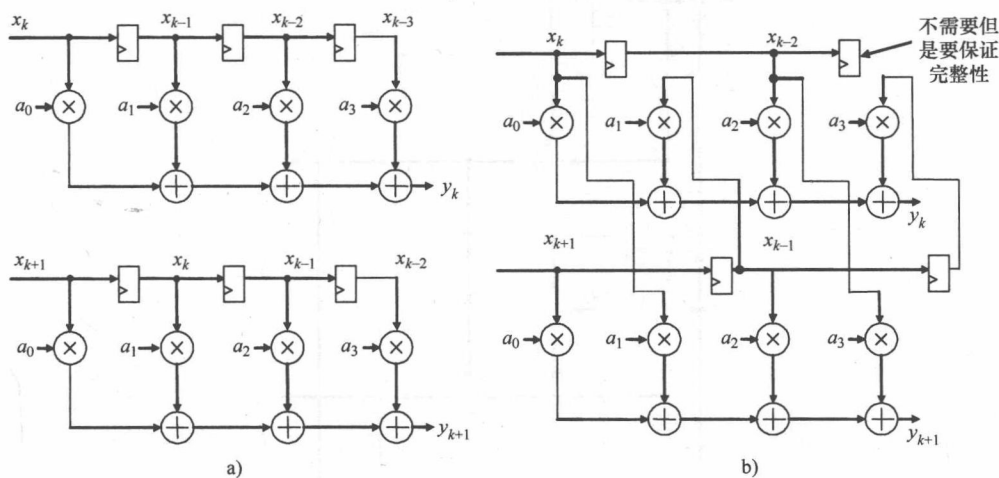 x_k x_{k–1} x_{k–2} x_{k–3}
a_0 a_1 a_2 a_3
y_k
x_{k+1} x_k x_{k–1} x_{k–2}
a_0 a_1 a_2 a_3
y_{k+1}
a)
x_k x_{k–2}
不需要但
是要保证
完整性
a_0 a_1 a_2 a_3
y_k
x_{k+1} x_{k–1}
a_0 a_1 a_2 a_3
y_{k+1}
b)